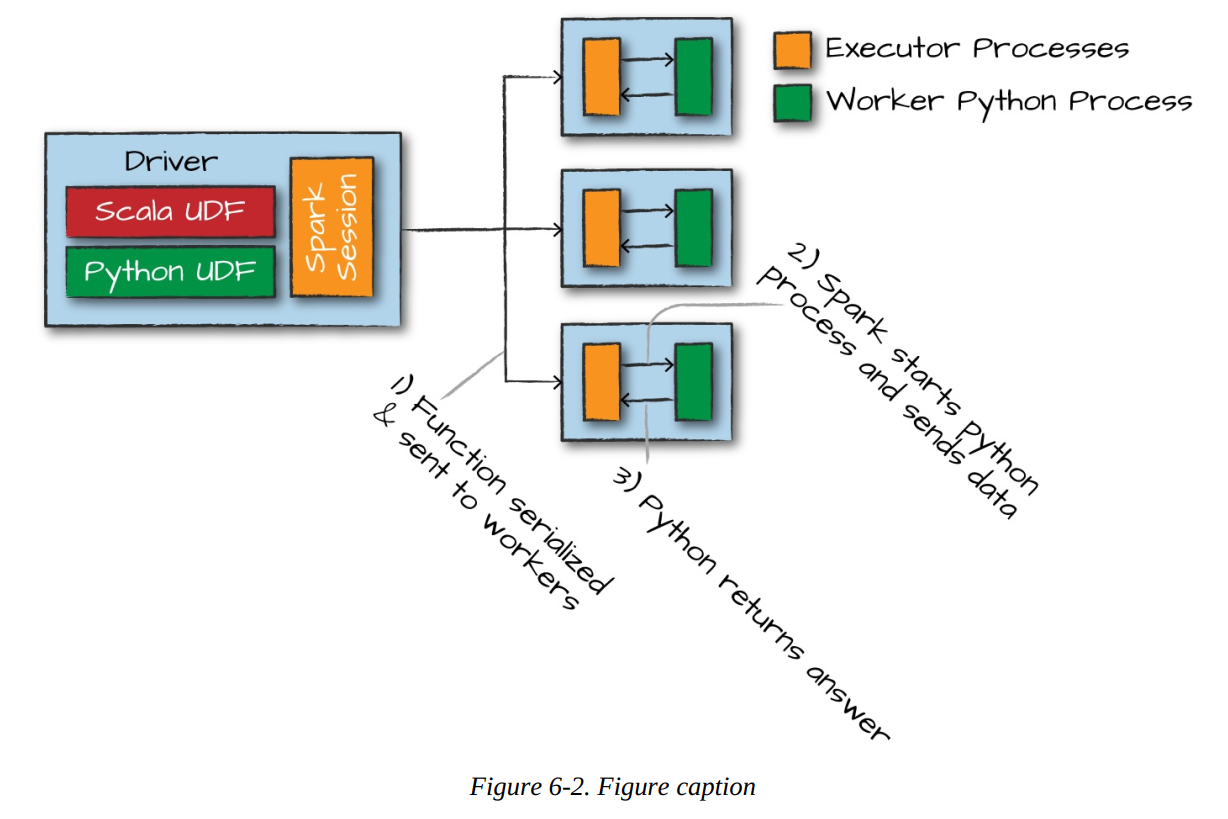 Executor Processes
Worker Python Process
Driver
Scala UDF
Python UDF
Spark
Session
1) Function serialized
& sent to workers
2) Spark starts Python
process and sends data
3) Python returns answer
Figure 6-2. Figure caption